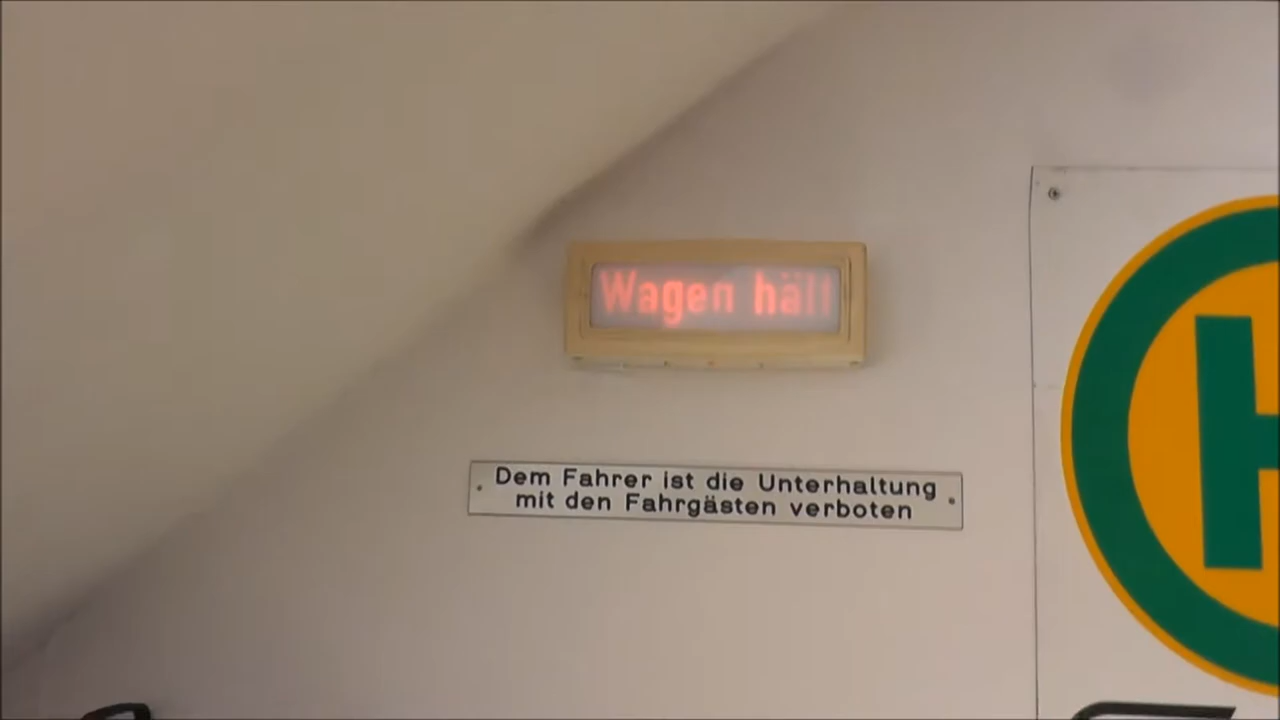 Wagen hält
Dem Fahrer ist die Unterhaltung
mit den Fahrgästen verboten
H